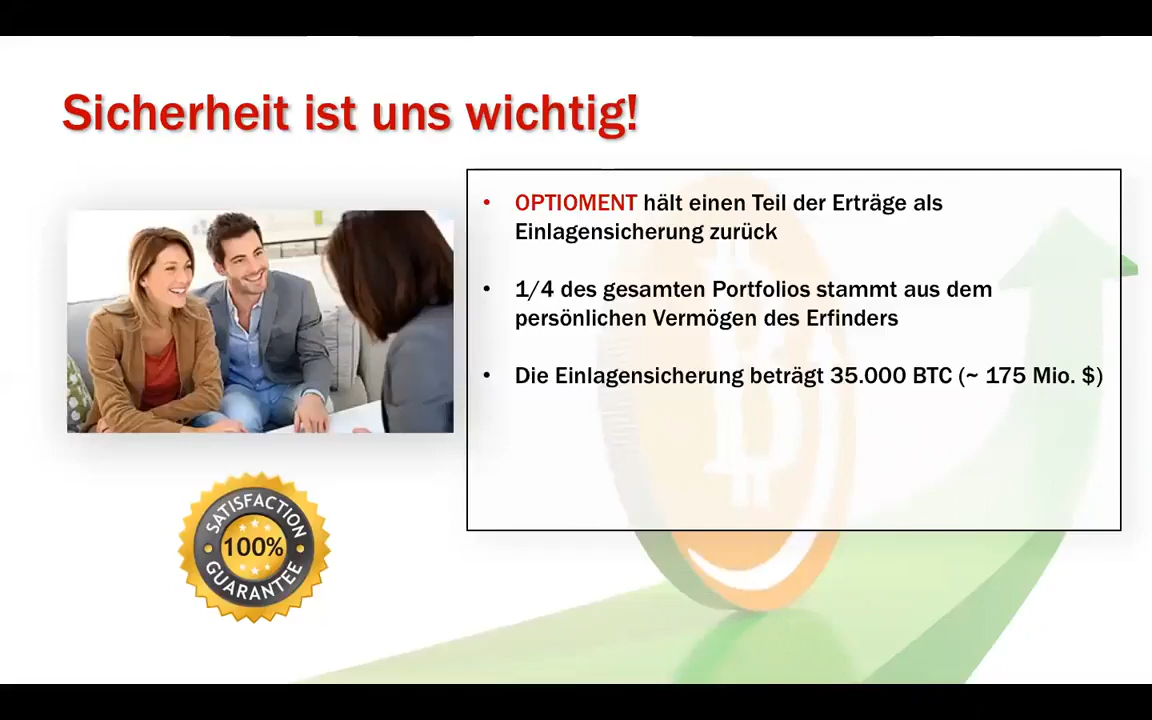 Sicherheit ist uns wichtig!
• OPTIOMENT hält einen Teil der Erträge als
Einlagensicherung zurück
• 1/4 des gesamten Portfolios stammt aus dem
persönlichen Vermögen des Erfinders
• Die Einlagensicherung beträgt 35.000 BTC (~ 175 Mio. $)
SATISFACTION
100%
GUARANTEE